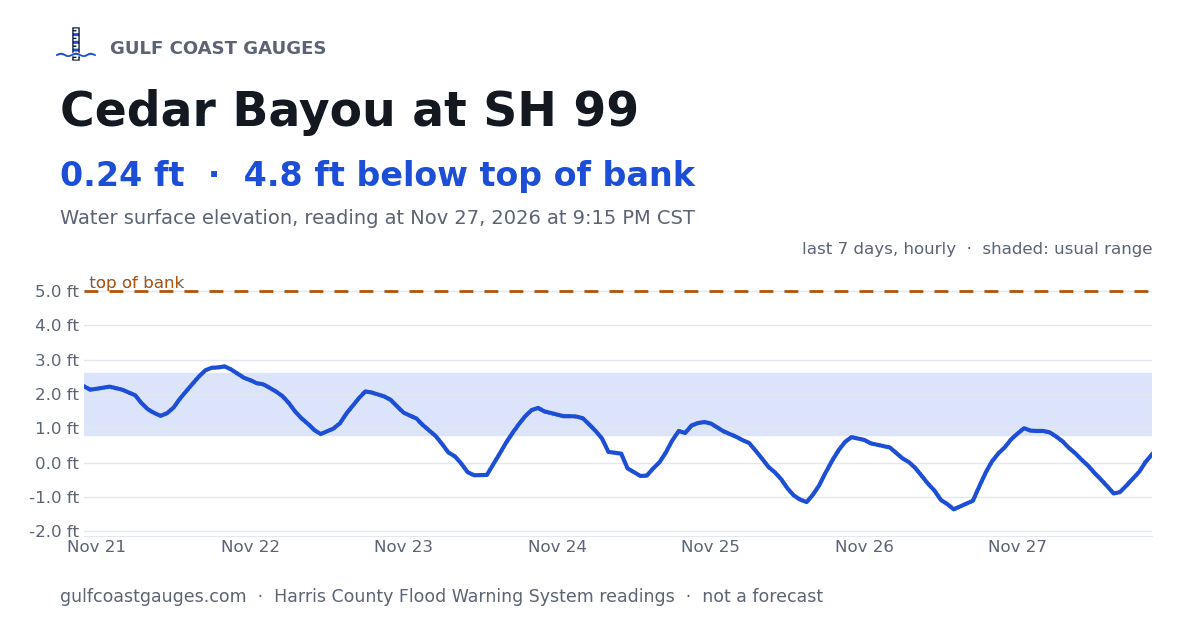 GULF COAST GAUGES
Cedar Bayou at SH 99
0.24 ft · 4.8 ft below top of bank
Water surface elevation, reading at Nov 27, 2026 at 9:15 PM CST
last 7 days, hourly · shaded: usual range
top of bank
5.0 ft
4.0 ft
3.0 ft
2.0 ft
1.0 ft
0.0 ft
-1.0 ft
-2.0 ft
Nov 21 Nov 22 Nov 23 Nov 24 Nov 25 Nov 26 Nov 27
gulfcoastgauges.com · Harris County Flood Warning System readings · not a forecast